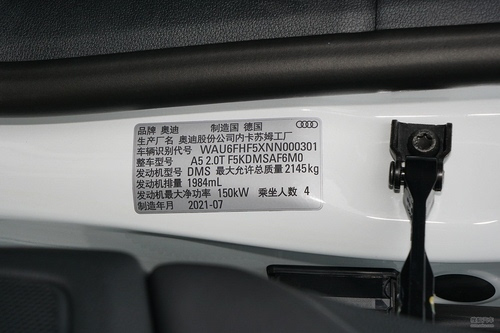 品牌 奥迪 制造国 德国
生产厂名 奥迪股份公司内卡苏姆工厂
车辆识别代号 WAU6FHF5XNN000301
整车型号 A5 2.0T F5KDMSAF6M0
发动机型号 DMS 最大允许总质量 2145kg
发动机排量 1984mL
发动机最大净功率 150kW 乘坐人数 4
制造年月 2021-07